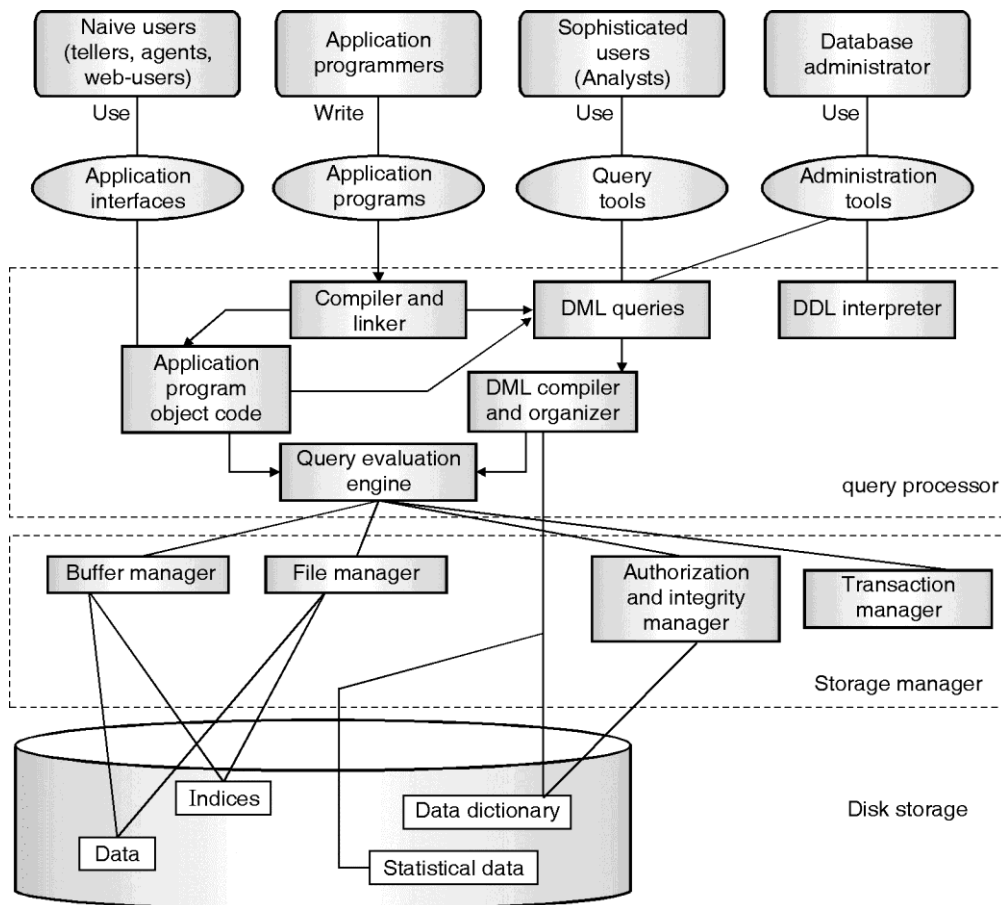 Naive users
(tellers, agents,
web-users)
Application
programmers
Sophisticated
users
(Analysts)
Database
administrator
Use
Write
Use
Use
Application
interfaces
Application
programs
Query
tools
Administration
tools
Compiler and
linker
DML queries
DDL interpreter
Application
program
object code
DML compiler
and organizer
Query evaluation
engine
query processor
Buffer manager
File manager
Authorization
and integrity
manager
Transaction
manager
Storage manager
Indices
Data dictionary
Disk storage
Data
Statistical data